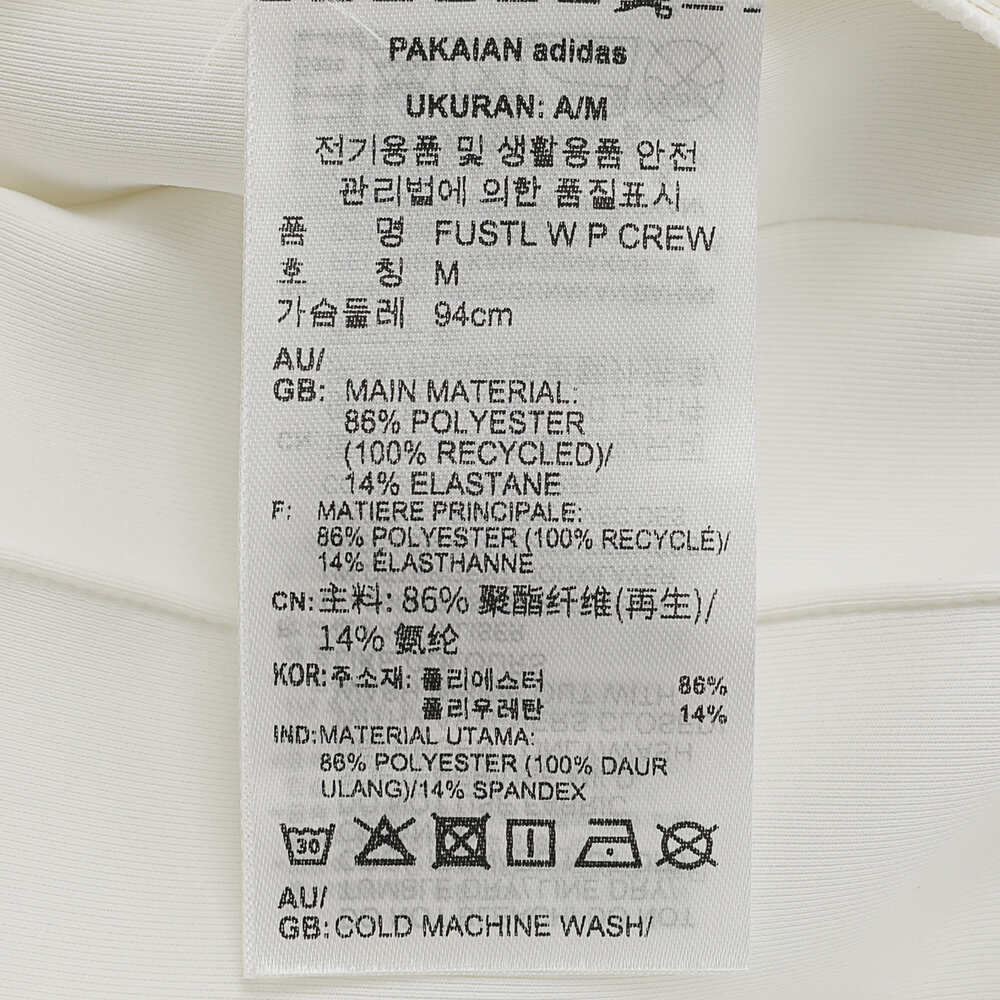 PAKAIAN adidas
UKURAN: A/M
전기용품 및 생활용품 안전
관리법에 의한 품질표시
품 명 FUSTL W P CREW
호 칭 M
가슴둘레 94cm
AU/
GB: MAIN MATERIAL:
86% POLYESTER
(100% RECYCLED)/
14% ELASTANE
F: MATIERE PRINCIPALE:
86% POLYESTER (100% RECYCLÉ)/
14% ÉLASTHANNE
CN: 主料: 86% 聚酯纤维(再生)/
14% 氨纶
KOR: 주소재: 폴리에스터 86%
폴리우레탄 14%
IND: MATERIAL UTAMA:
86% POLYESTER (100% DAUR
ULANG)/14% SPANDEX
30
AU/
GB: COLD MACHINE WASH/